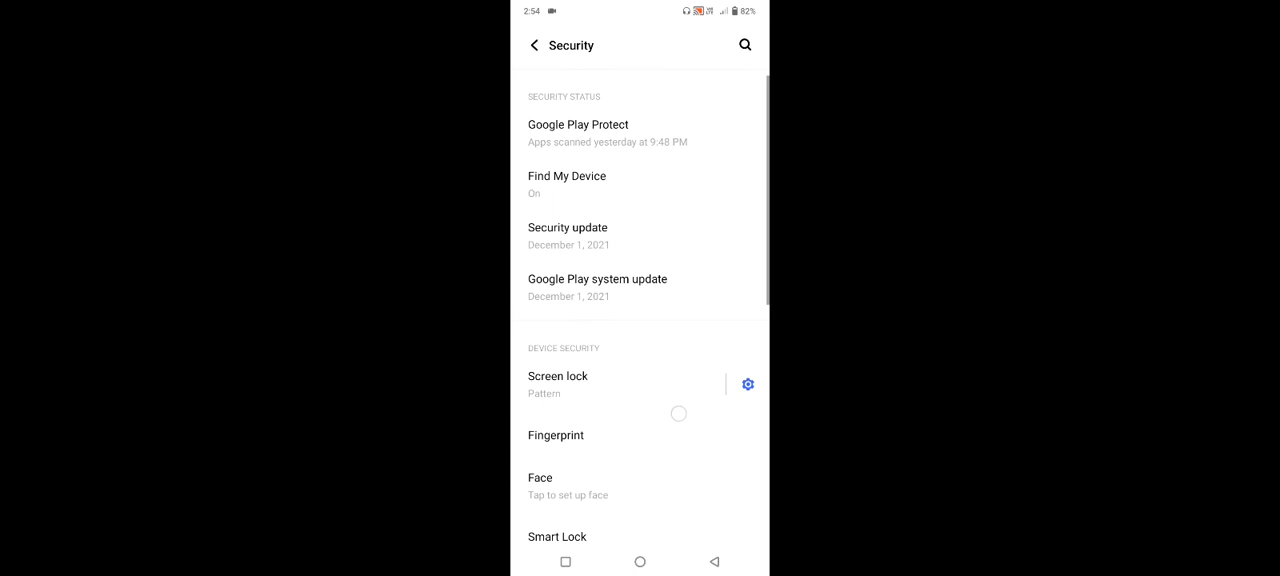 2:54 82%
Security
SECURITY STATUS
Google Play Protect
Apps scanned yesterday at 9:48 PM
Find My Device
On
Security update
December 1, 2021
Google Play system update
December 1, 2021
DEVICE SECURITY
Screen lock
Pattern
Fingerprint
Face
Tap to set up face
Smart Lock